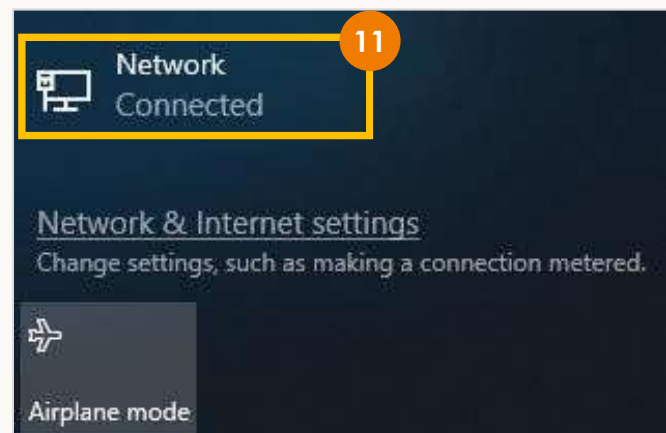 11
Network
Connected
Network & Internet settings
Change settings, such as making a connection metered.
Airplane mode